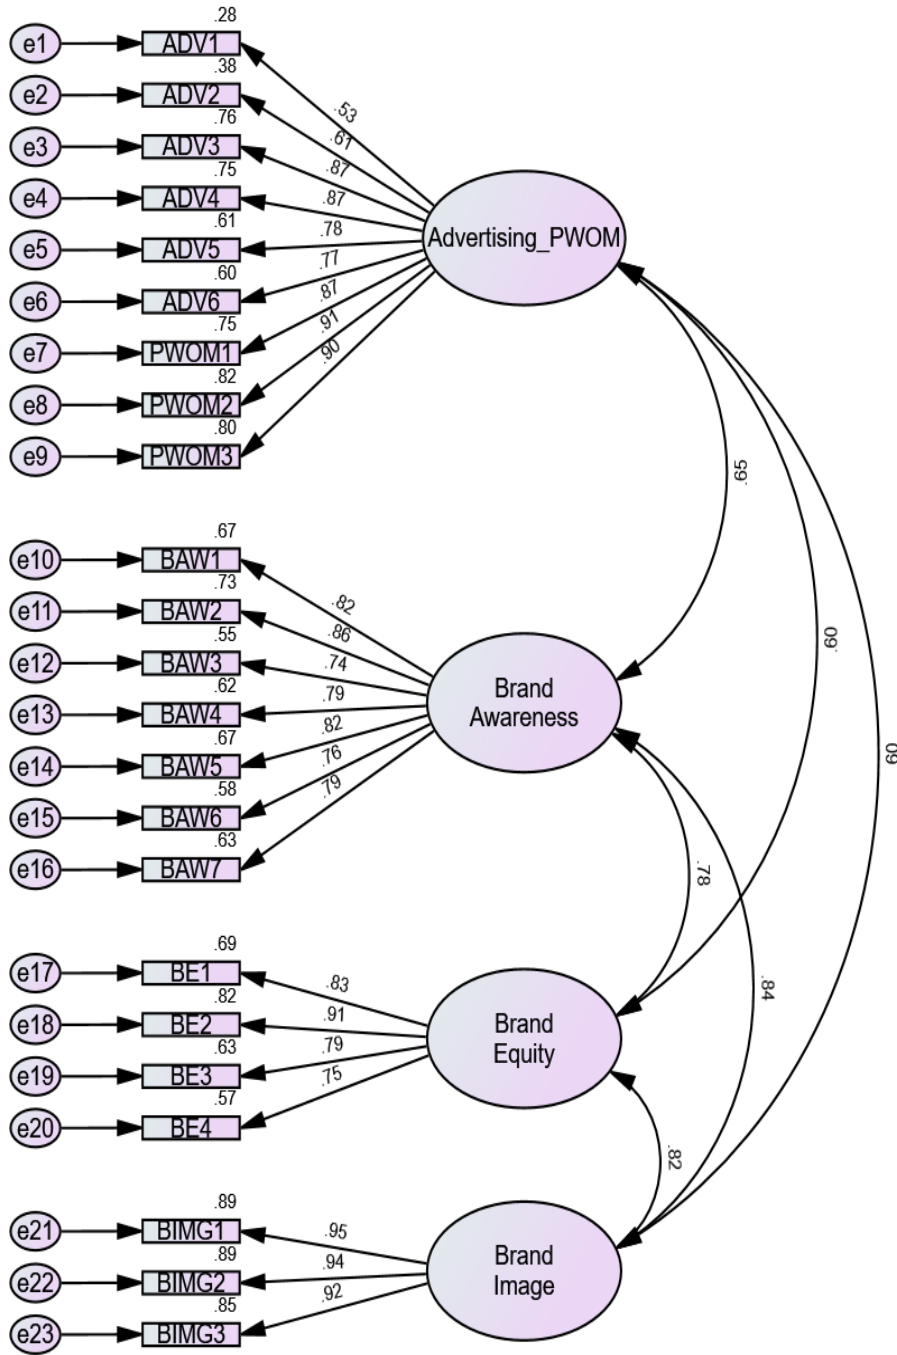 .28
e1 ADV1
.38
e2 ADV2
.76
e3 ADV3
.75
e4 ADV4
.61
e5 ADV5
.60
e6 ADV6
.75
e7 PWOM1
.82
e8 PWOM2
.80
e9 PWOM3
.53
.61
.87
.87
.78
.77
.87
.91
.90
Advertising_PWOM
.67
e10 BAW1
.73
e11 BAW2
.55
e12 BAW3
.62
e13 BAW4
.67
e14 BAW5
.58
e15 BAW6
.63
e16 BAW7
.82
.86
.74
.79
.82
.76
.79
Brand
Awareness
.69
e17 BE1
.82
e18 BE2
.63
e19 BE3
.57
e20 BE4
.83
.91
.79
.75
Brand
Equity
.89
e21 BIMG1
.89
e22 BIMG2
.85
e23 BIMG3
.95
.94
.92
Brand
Image
.59
.60
.60
.78
.84
.82